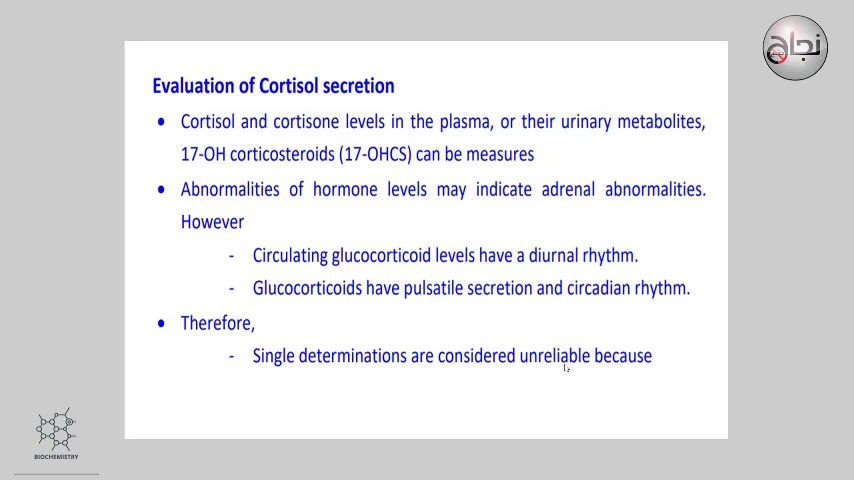 نجاح
Evaluation of Cortisol secretion
• Cortisol and cortisone levels in the plasma, or their urinary metabolites,
17-OH corticosteroids (17-OHCS) can be measures
• Abnormalities of hormone levels may indicate adrenal abnormalities.
However
- Circulating glucocorticoid levels have a diurnal rhythm.
- Glucocorticoids have pulsatile secretion and circadian rhythm.
• Therefore,
- Single determinations are considered unreliable because
BIOCHEMISTRY